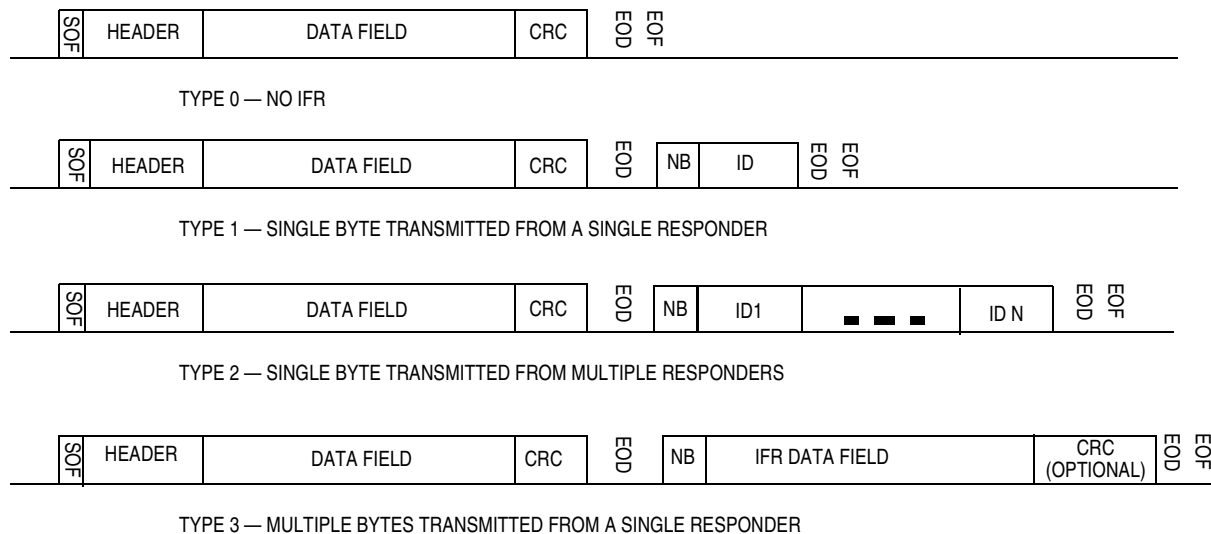 SOF HEADER DATA FIELD CRC EOD EOF
TYPE 0 — NO IFR
SOF HEADER DATA FIELD CRC EOD NB ID EOD EOF
TYPE 1 — SINGLE BYTE TRANSMITTED FROM A SINGLE RESPONDER
SOF HEADER DATA FIELD CRC EOD NB ID1 ID N EOD EOF
TYPE 2 — SINGLE BYTE TRANSMITTED FROM MULTIPLE RESPONDERS
SOF HEADER DATA FIELD CRC EOD NB IFR DATA FIELD CRC (OPTIONAL) EOD EOF
TYPE 3 — MULTIPLE BYTES TRANSMITTED FROM A SINGLE RESPONDER